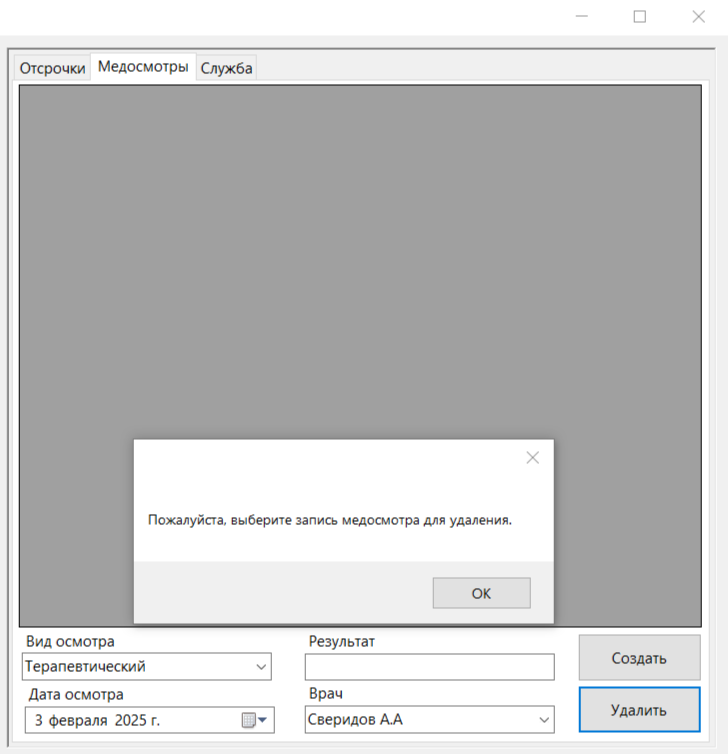 Отсрочки Медосмотры Служба
Пожалуйста, выберите запись медосмотра для удаления.
ОК
Вид осмотра
Результат
Терапевтический
Создать
Дата осмотра
Врач
3 февраля 2025 г.
Сверидов А.А
Удалить